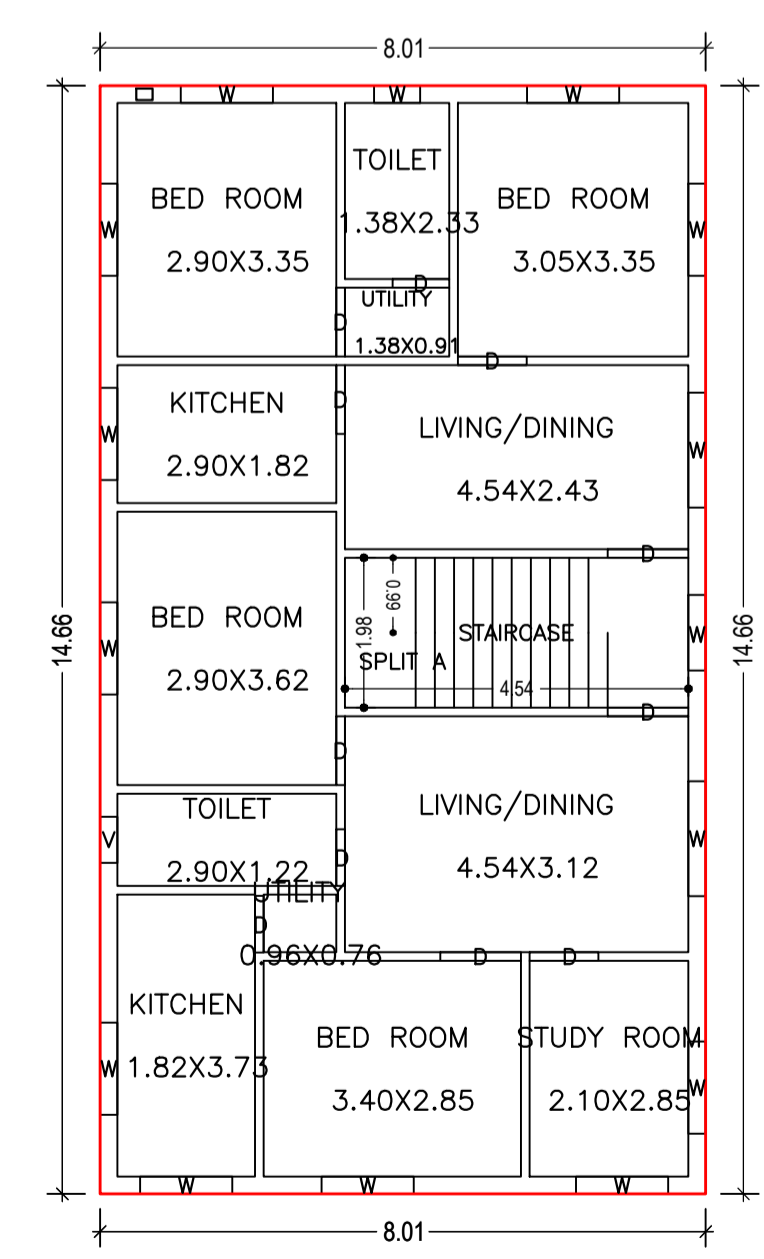 8.01
W
W
W
TOILET
BED ROOM
BED ROOM
1.38X2.33
W
W
2.90X3.35
3.05X3.35
D
UTILITY
D
1.38X0.91
D
KITCHEN
D
LIVING/DINING
W
W
2.90X1.82
4.54X2.43
D
0.99
BED ROOM
1.98
STAIRCASE
W
W
14.66
14.66
SPLIT A
2.90X3.62
4.54
D
D
TOILET
LIVING/DINING
V
W
D
2.90X1.22
4.54X3.12
UTILITY
D
0.96X0.76
D
D
KITCHEN
BED ROOM
STUDY ROOM
W
1.82X3.73
W
3.40X2.85
2.10X2.85
W
W
W
8.01